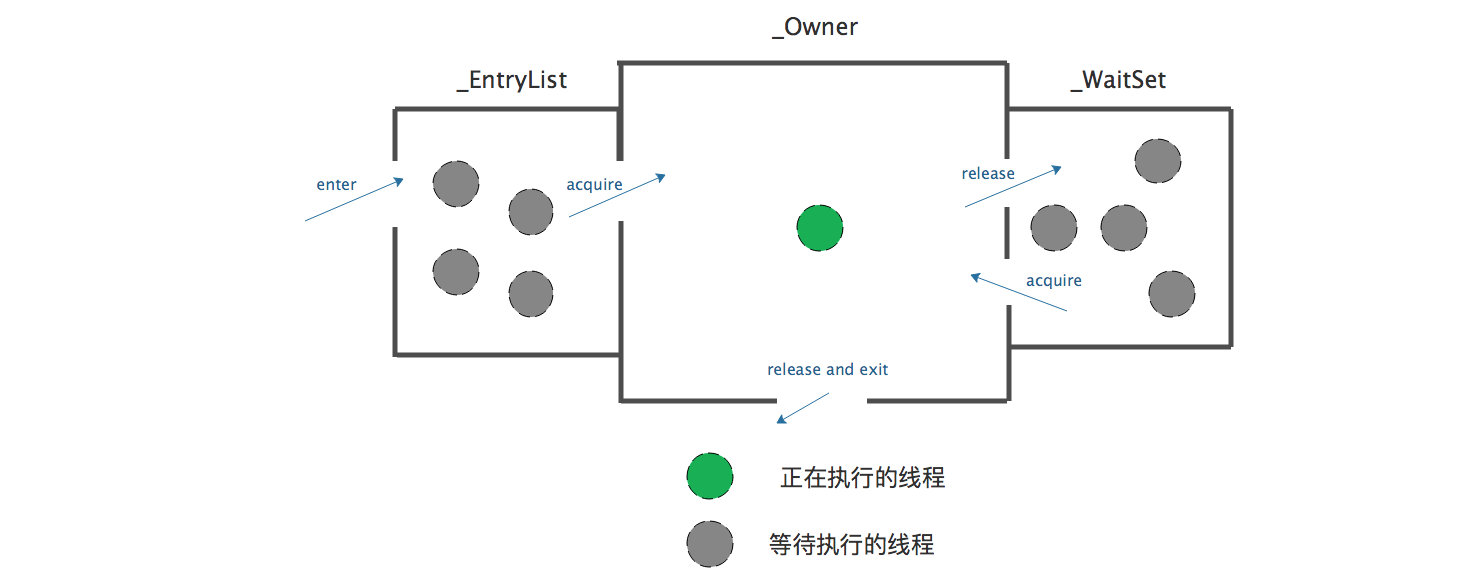 _Owner
_EntryList
_WaitSet
enter
acquire
release
acquire
release and exit
正在执行的线程
等待执行的线程